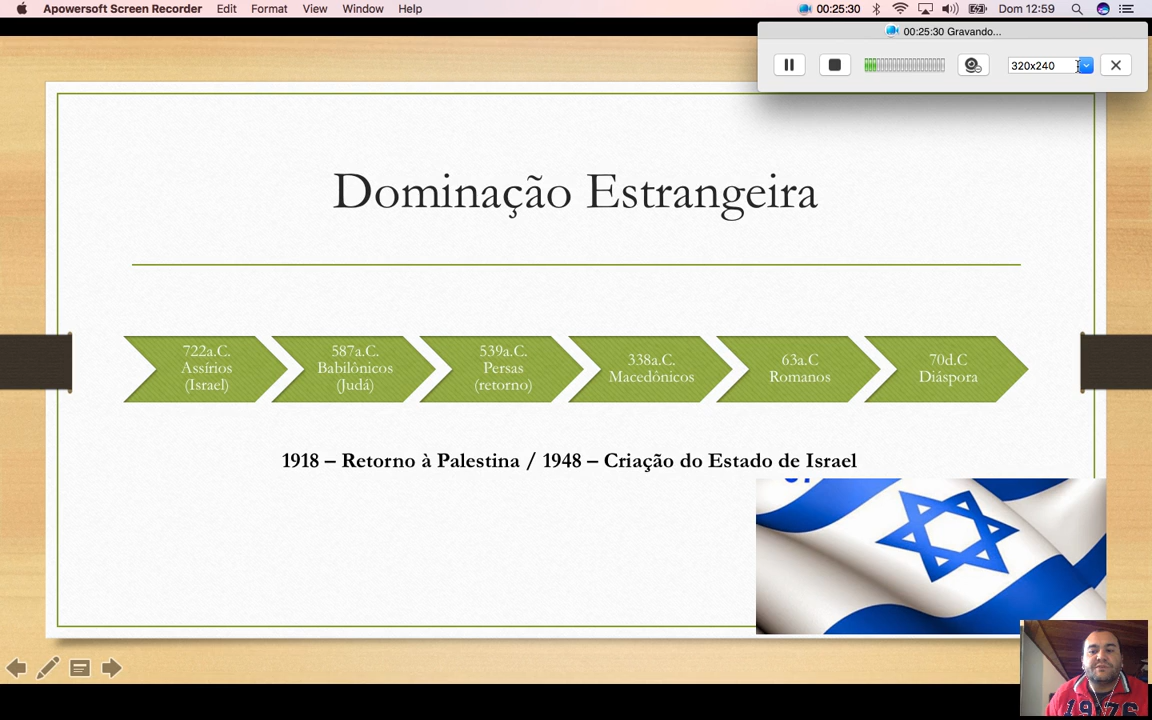 Apowersoft Screen Recorder Edit Format View Window Help 00:25:30 Dom 12:59
00:25:30 Gravando...
320x240
Dominação Estrangeira
722a.C.
Assírios
(Israel)
587a.C.
Babilônicos
(Judá)
539a.C.
Persas
(retorno)
338a.C.
Macedônicos
63a.C
Romanos
70d.C
Diáspora
1918 – Retorno à Palestina / 1948 – Criação do Estado de Israel
1976